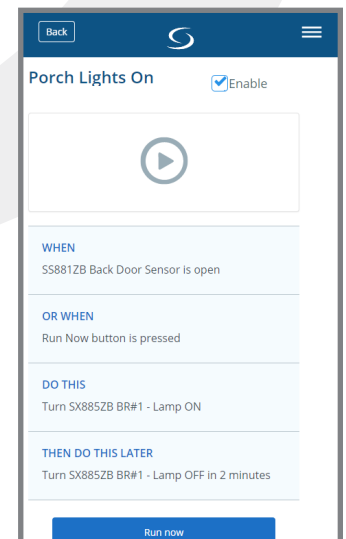 Back
Porch Lights On
Enable
WHEN
SS881ZB Back Door Sensor is open
OR WHEN
Run Now button is pressed
DO THIS
Turn SX885ZB BR#1 - Lamp ON
THEN DO THIS LATER
Turn SX885ZB BR#1 - Lamp OFF in 2 minutes
Run now